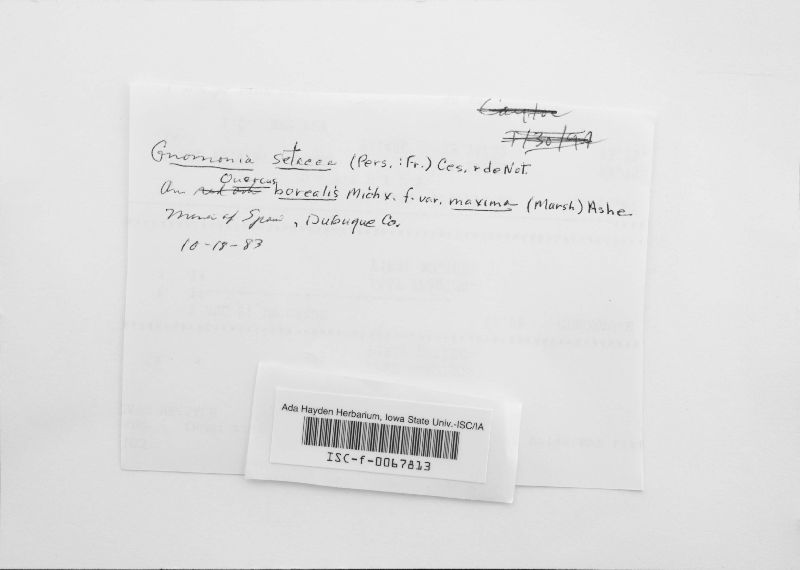 Gnomonia setacea (Pers. : Fr.) Ces. & de Not.
Quercus
On borealis Michx. f. var. maxima (Marsh) Ashe
Mines of Spain, Dubuque Co.
10-18-83
Ada Hayden Herbarium, Iowa State Univ.-ISC/IA
ISC-f-0067813